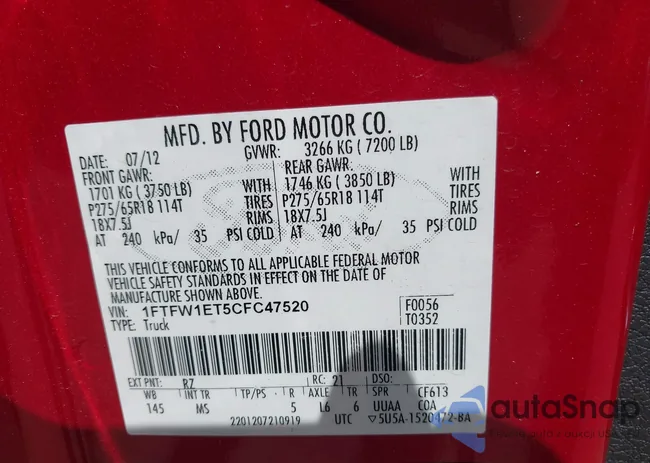 MFD. BY FORD MOTOR CO.
DATE: 07/12 GVWR: 3266 KG ( 7200 LB)
FRONT GAWR: REAR GAWR:
1701 KG ( 3750 LB) WITH 1746 KG ( 3850 LB) WITH
P275/65R18 114T TIRES P275/65R18 114T TIRES
18X7.5J RIMS 18X7.5J RIMS
AT 240 kPa/ 35 PSI COLD AT 240 kPa/ 35 PSI COLD
THIS VEHICLE CONFORMS TO ALL APPLICABLE FEDERAL MOTOR
VEHICLE SAFETY STANDARDS IN EFFECT ON THE DATE OF
MANUFACTURE SHOWN ABOVE.
VIN: 1FTFW1ET5CFC47520 F0056
TYPE: Truck T0352
EXT PNT: RZ RC: 21 DSO:
WB INT TR TP/PS R AXLE TR SPR CF613
145 MS 5 L6 6 UUAA COA
2201207210919 UTC ▽5U5A-1520472-BA
autaSnap